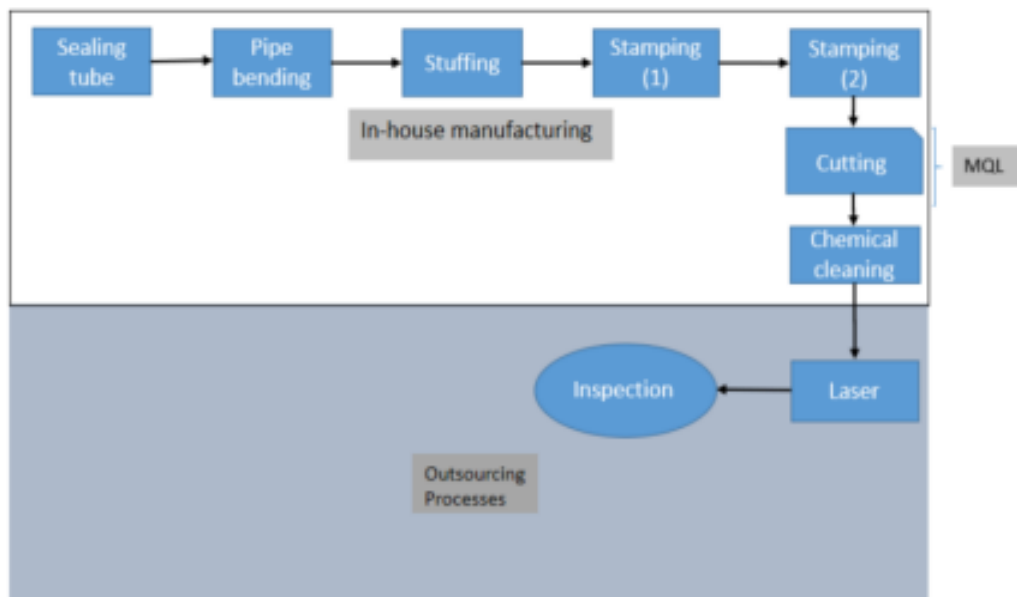 Sealing
tube
Pipe
bending
Stuffing
Stamping
(1)
Stamping
(2)
In-house manufacturing
Cutting
MQL
Chemical
cleaning
Inspection
Laser
Outsourcing
Processes